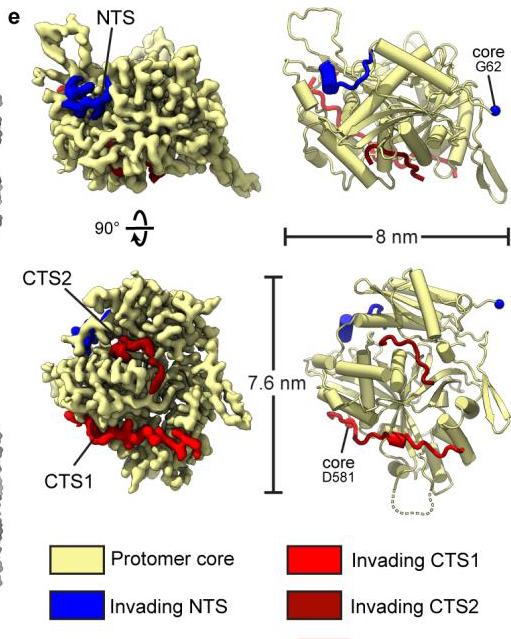 e
NTS
core
G62
90°
8 nm
CTS2
7.6 nm
core
D581
CTS1
Protomer core
Invading CTS1
Invading NTS
Invading CTS2